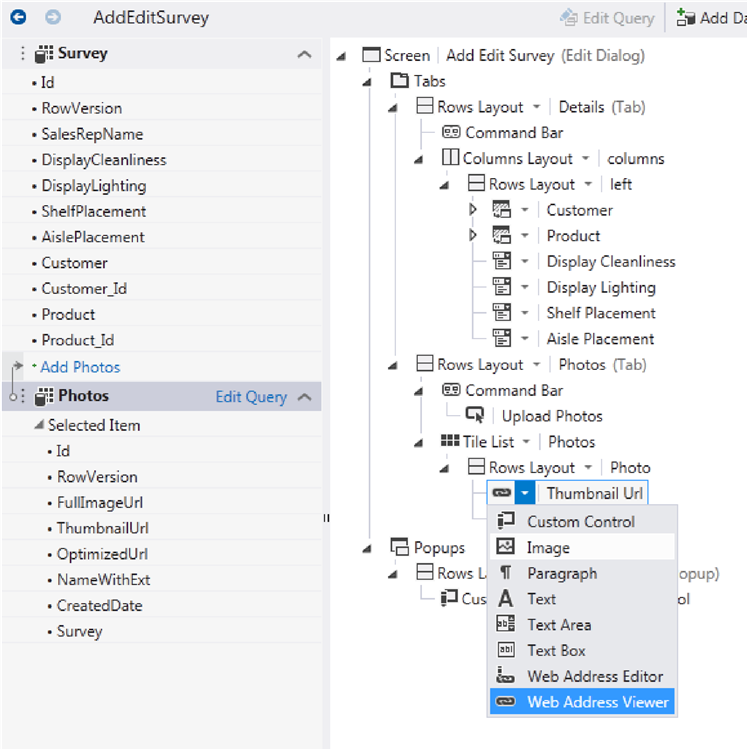 AddEditSurvey
Edit Query
Add Da
Survey
Id
RowVersion
SalesRepName
DisplayCleanliness
DisplayLighting
ShelfPlacement
AislePlacement
Customer
Customer_Id
Product
Product_Id
+ Add Photos
Photos Edit Query
Selected Item
Id
RowVersion
FullImageUrl
ThumbnailUrl
OptimizedUrl
NameWithExt
CreatedDate
Survey
Screen | Add Edit Survey (Edit Dialog)
Tabs
Rows Layout | Details (Tab)
Command Bar
Columns Layout | columns
Rows Layout | left
Customer
Product
Display Cleanliness
Display Lighting
Shelf Placement
Aisle Placement
Rows Layout | Photos (Tab)
Command Bar
Upload Photos
Tile List | Photos
Rows Layout | Photo
Thumbnail Url
Custom Control
Image
Paragraph
Text
Text Area
Text Box
Web Address Editor
Web Address Viewer
Popups
Rows L opup)
Cus ol